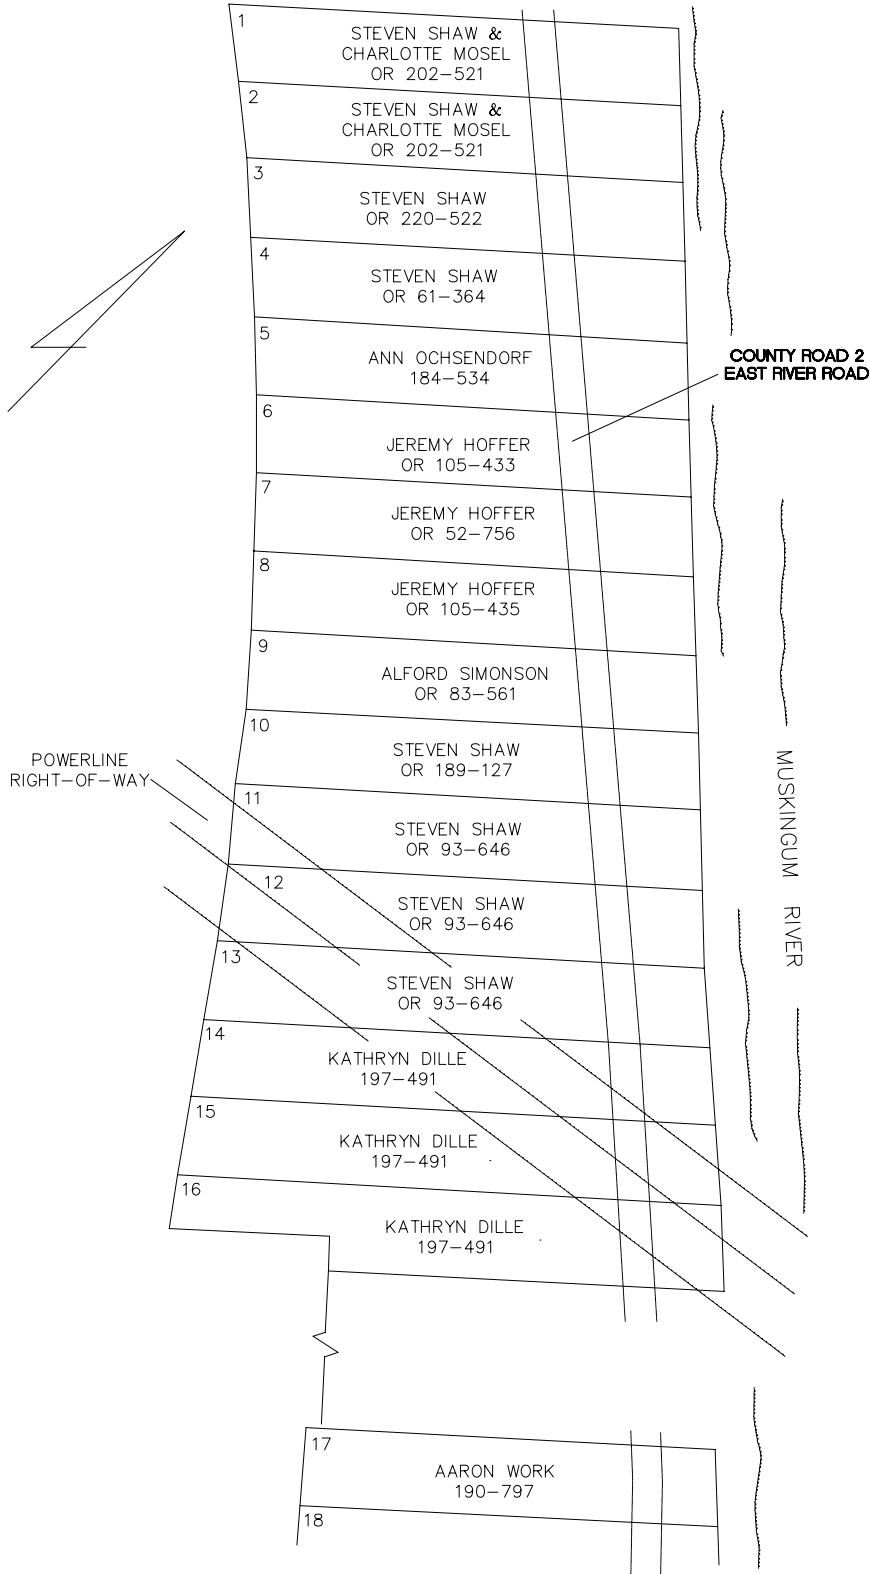 1
STEVEN SHAW &
CHARLOTTE MOSEL
OR 202-521
2
STEVEN SHAW &
CHARLOTTE MOSEL
OR 202-521
3
STEVEN SHAW
OR 220-522
4
STEVEN SHAW
OR 61-364
5
ANN OCHSENDORF
184-534
COUNTY ROAD 2
EAST RIVER ROAD
6
JEREMY HOFFER
OR 105-433
7
JEREMY HOFFER
OR 52-756
8
JEREMY HOFFER
OR 105-435
9
ALFORD SIMONSON
OR 83-561
10
STEVEN SHAW
OR 189-127
POWERLINE
RIGHT-OF-WAY
11
STEVEN SHAW
OR 93-646
MUSKINGUM RIVER
12
STEVEN SHAW
OR 93-646
13
STEVEN SHAW
OR 93-646
14
KATHRYN DILLE
197-491
15
KATHRYN DILLE
197-491
16
KATHRYN DILLE
197-491
17
AARON WORK
190-797
18